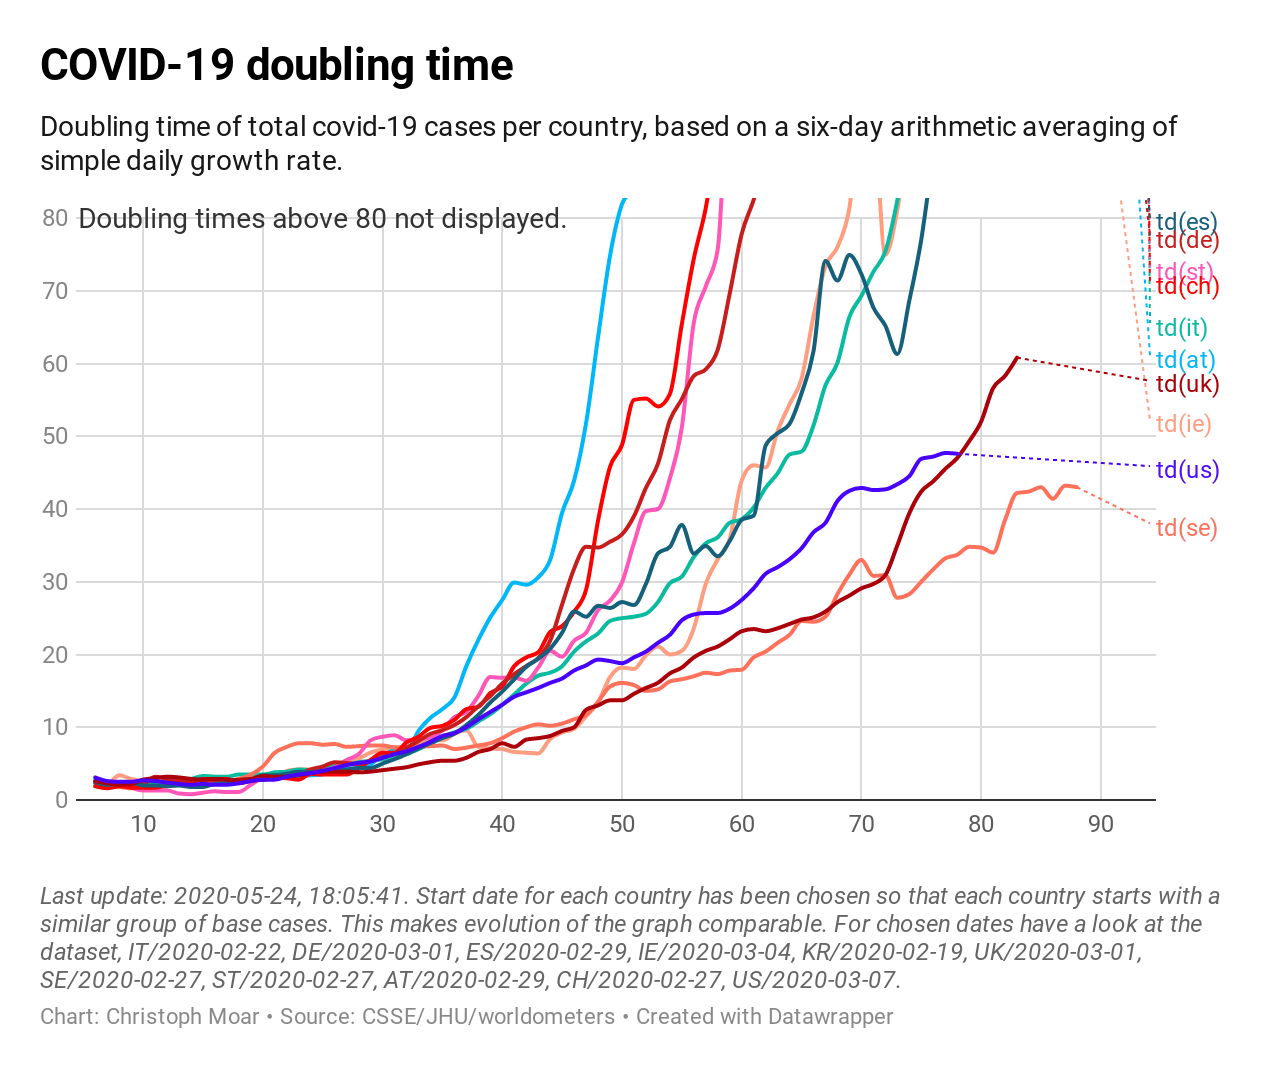 COVID-19 doubling time
Doubling time of total covid-19 cases per country, based on a six-day arithmetic averaging of
simple daily growth rate.
80
Doubling times above 80 not displayed.
70
60
50
40
30
20
10
0
10 20 30 40 50 60 70 80 90
td(es)
td(de)
td(st)
td(ch)
td(it)
td(at)
td(uk)
td(ie)
td(us)
td(se)
Last update: 2020-05-24, 18:05:41. Start date for each country has been chosen so that each country starts with a
similar group of base cases. This makes evolution of the graph comparable. For chosen dates have a look at the
dataset, IT/2020-02-22, DE/2020-03-01, ES/2020-02-29, IE/2020-03-04, KR/2020-02-19, UK/2020-03-01,
SE/2020-02-27, ST/2020-02-27, AT/2020-02-29, CH/2020-02-27, US/2020-03-07.
Chart: Christoph Moar • Source: CSSE/JHU/worldometers • Created with Datawrapper